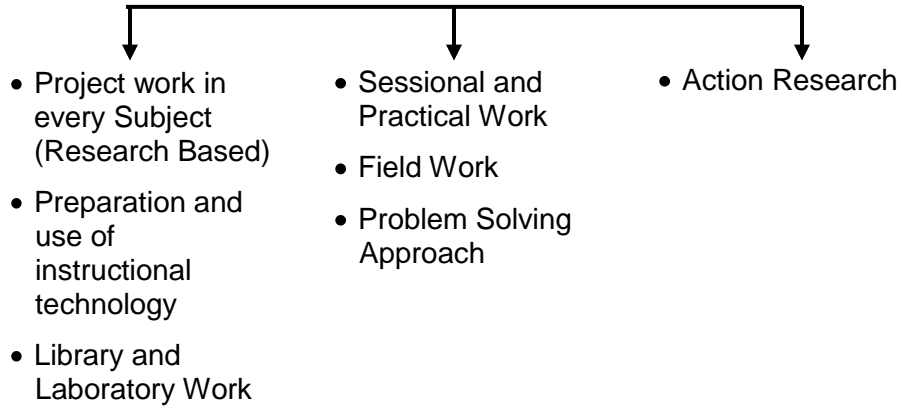 • Project work in
every Subject
(Research Based)
• Preparation and
use of
instructional
technology
• Library and
Laboratory Work
• Sessional and
Practical Work
• Field Work
• Problem Solving
Approach
• Action Research